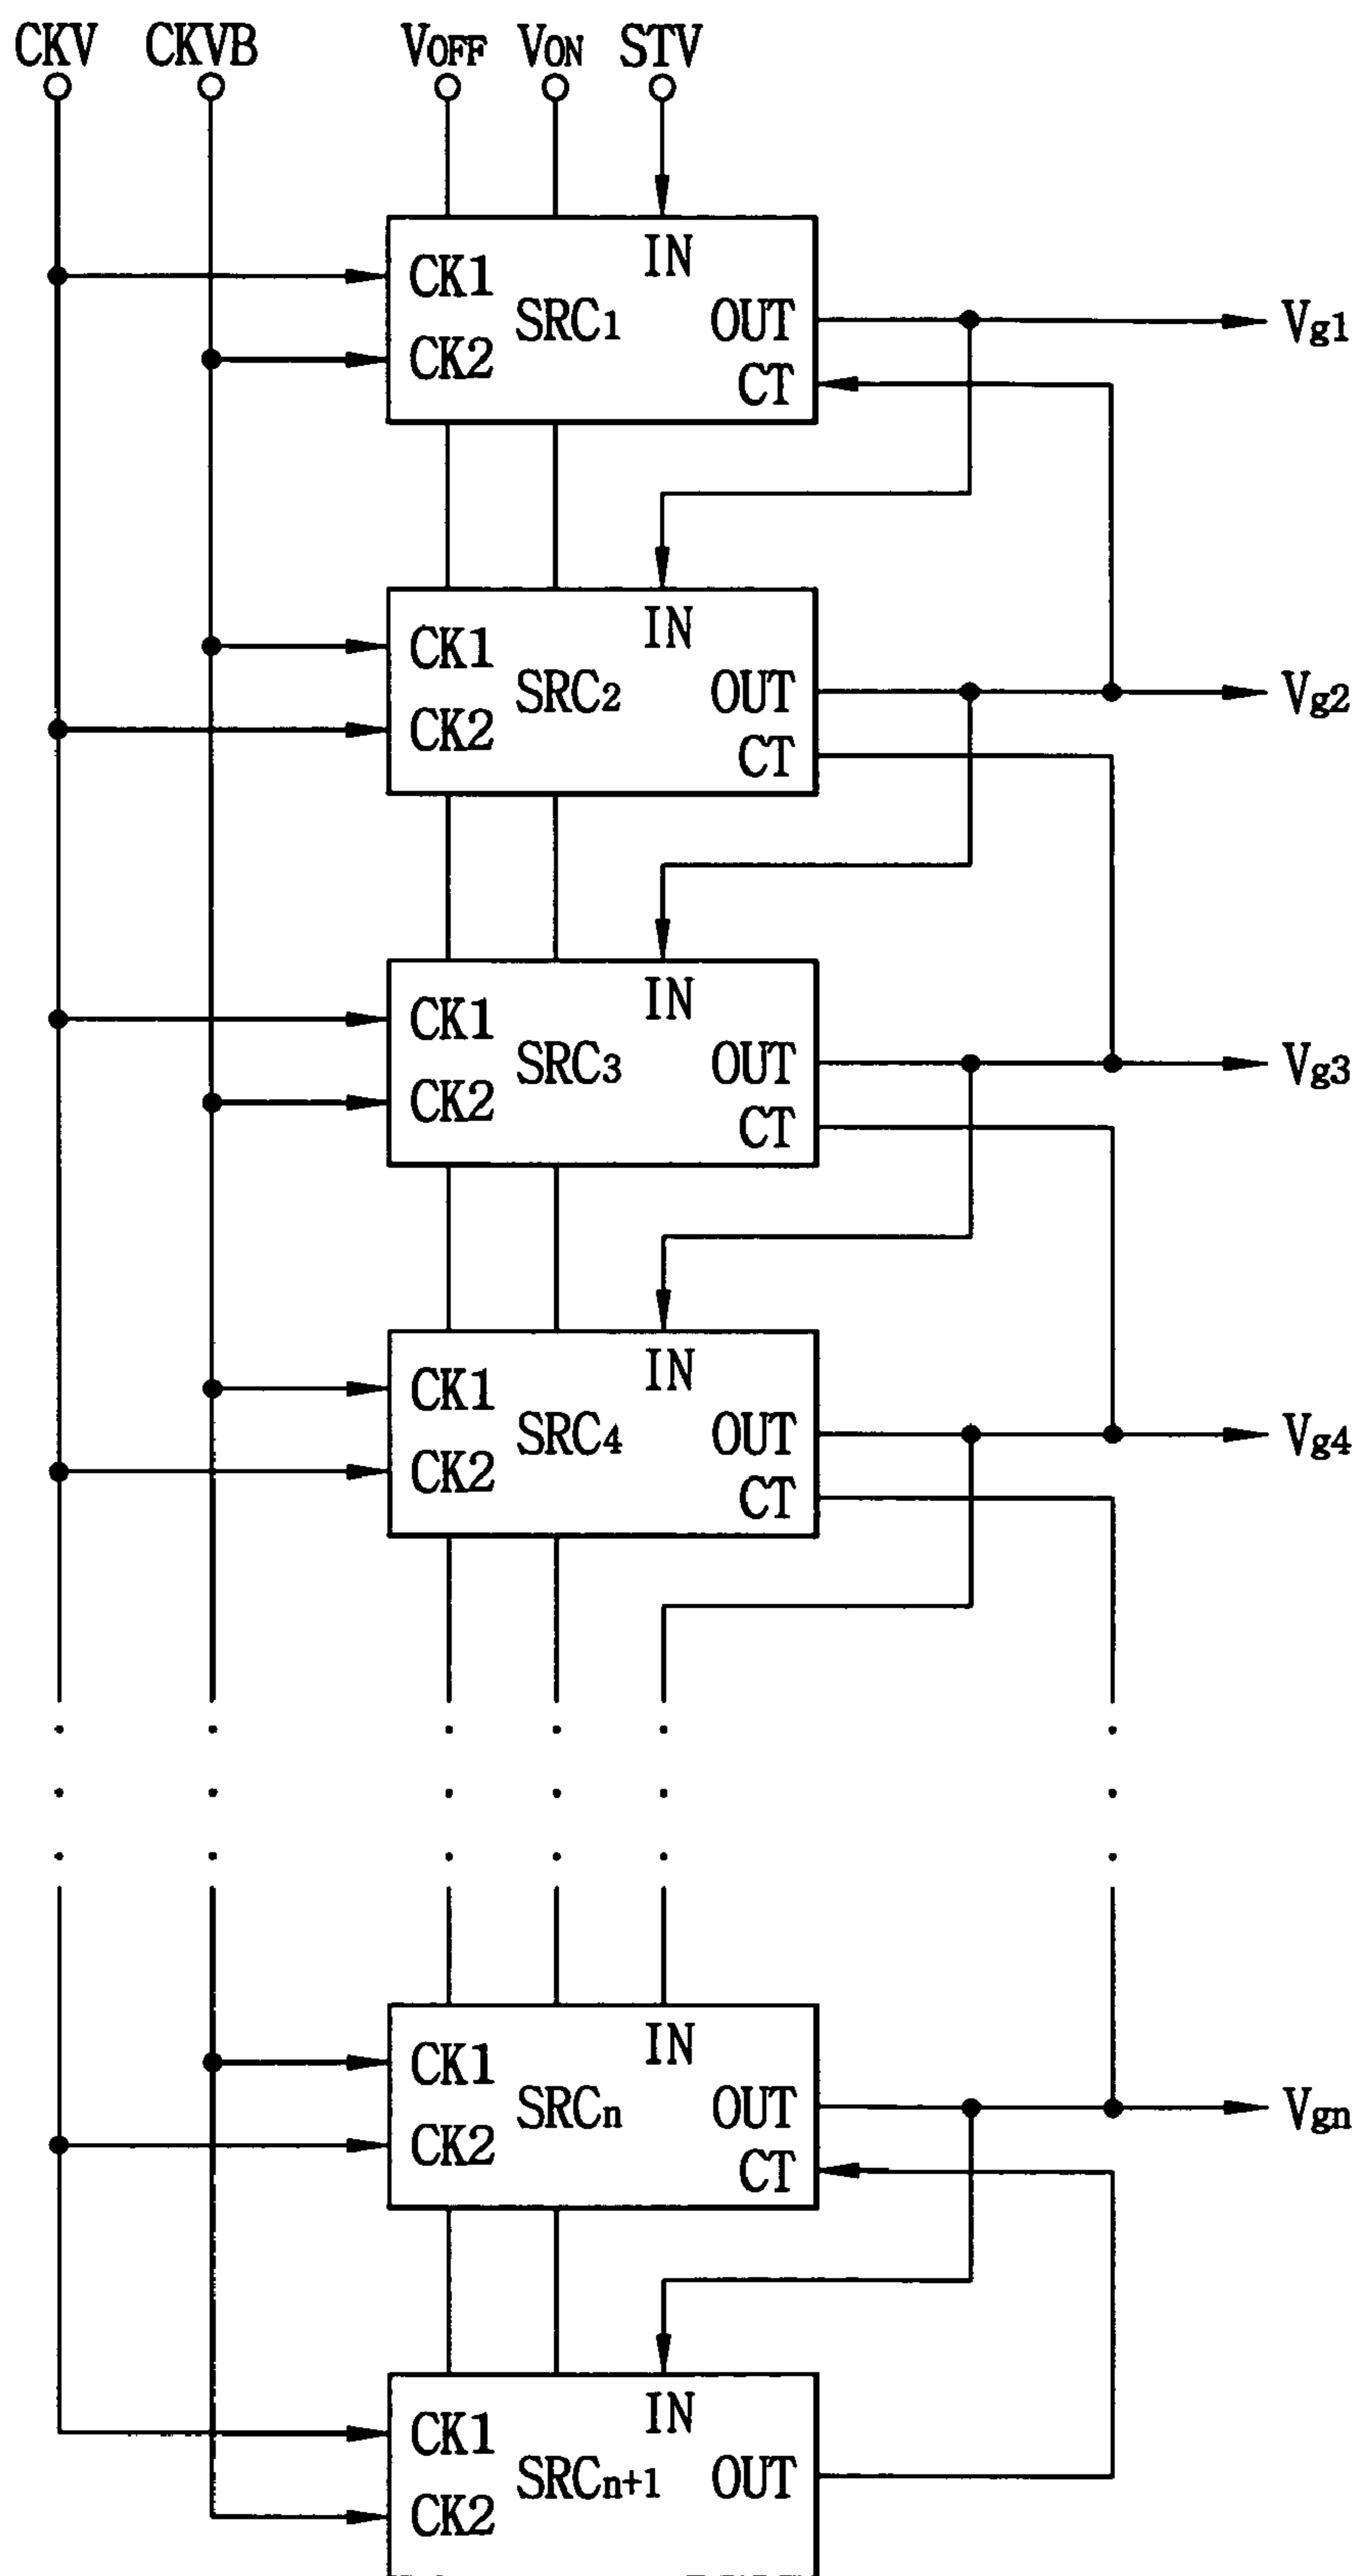 CKV CKVB VOFF VON STV
IN
CK1
SRC1 OUT Vg1
CK2
CT
IN
CK1
SRC2 OUT Vg2
CK2
CT
IN
CK1
SRC3 OUT Vg3
CK2
CT
IN
CK1
SRC4 OUT Vg4
CK2
CT
IN
CK1
SRCn OUT Vgn
CK2
CT
IN
CK1
SRCn+1 OUT
CK2